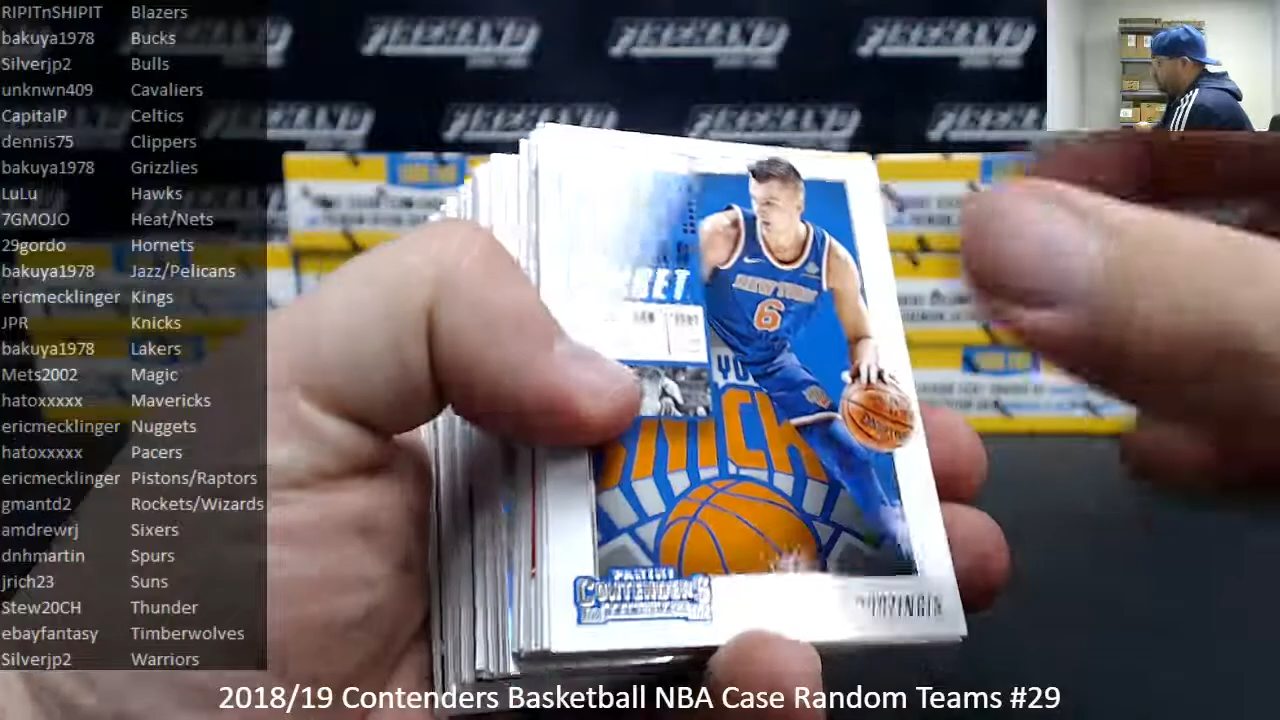 RIPITnSHIPIT Blazers
bakuya1978 Bucks
Silverjp2 Bulls
unknwn409 Cavaliers
CapitalP Celtics
dennis75 Clippers
bakuya1978 Grizzlies
LuLu Hawks
7GMOJO Heat/Nets
29gordo Hornets
bakuya1978 Jazz/Pelicans
ericmecklinger Kings
JPR Knicks
bakuya1978 Lakers
Mets2002 Magic
hatoxxxxx Mavericks
ericmecklinger Nuggets
hatoxxxxx Pacers
ericmecklinger Pistons/Raptors
gmantd2 Rockets/Wizards
amdrewrj Sixers
dnhmartin Spurs
jrich23 Suns
Stew20CH Thunder
ebayfantasy Timberwolves
Silverjp2 Warriors
NEW YORK
6
PANINI
CONTENDERS
2018/19 Contenders Basketball NBA Case Random Teams #29